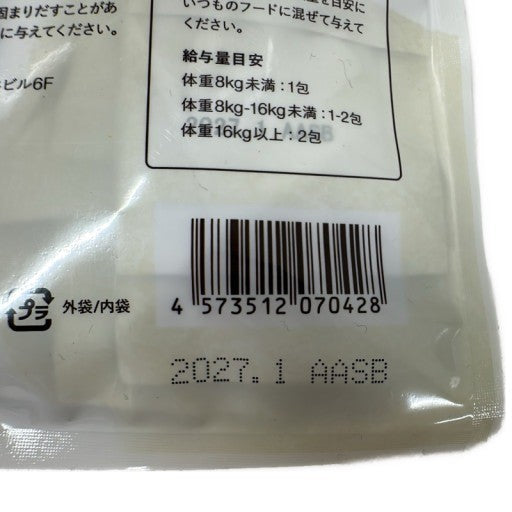 固まりだすことがあ
に与えてください。
ビル6F
いつものフードに混ぜて与えて
ください。
給与量目安
体重8kg未満：1包
体重8kg-16kg未満：1-2包
体重16kg以上：2包
プラ
外袋/内袋
4 573512 070428
2027.1 AASB